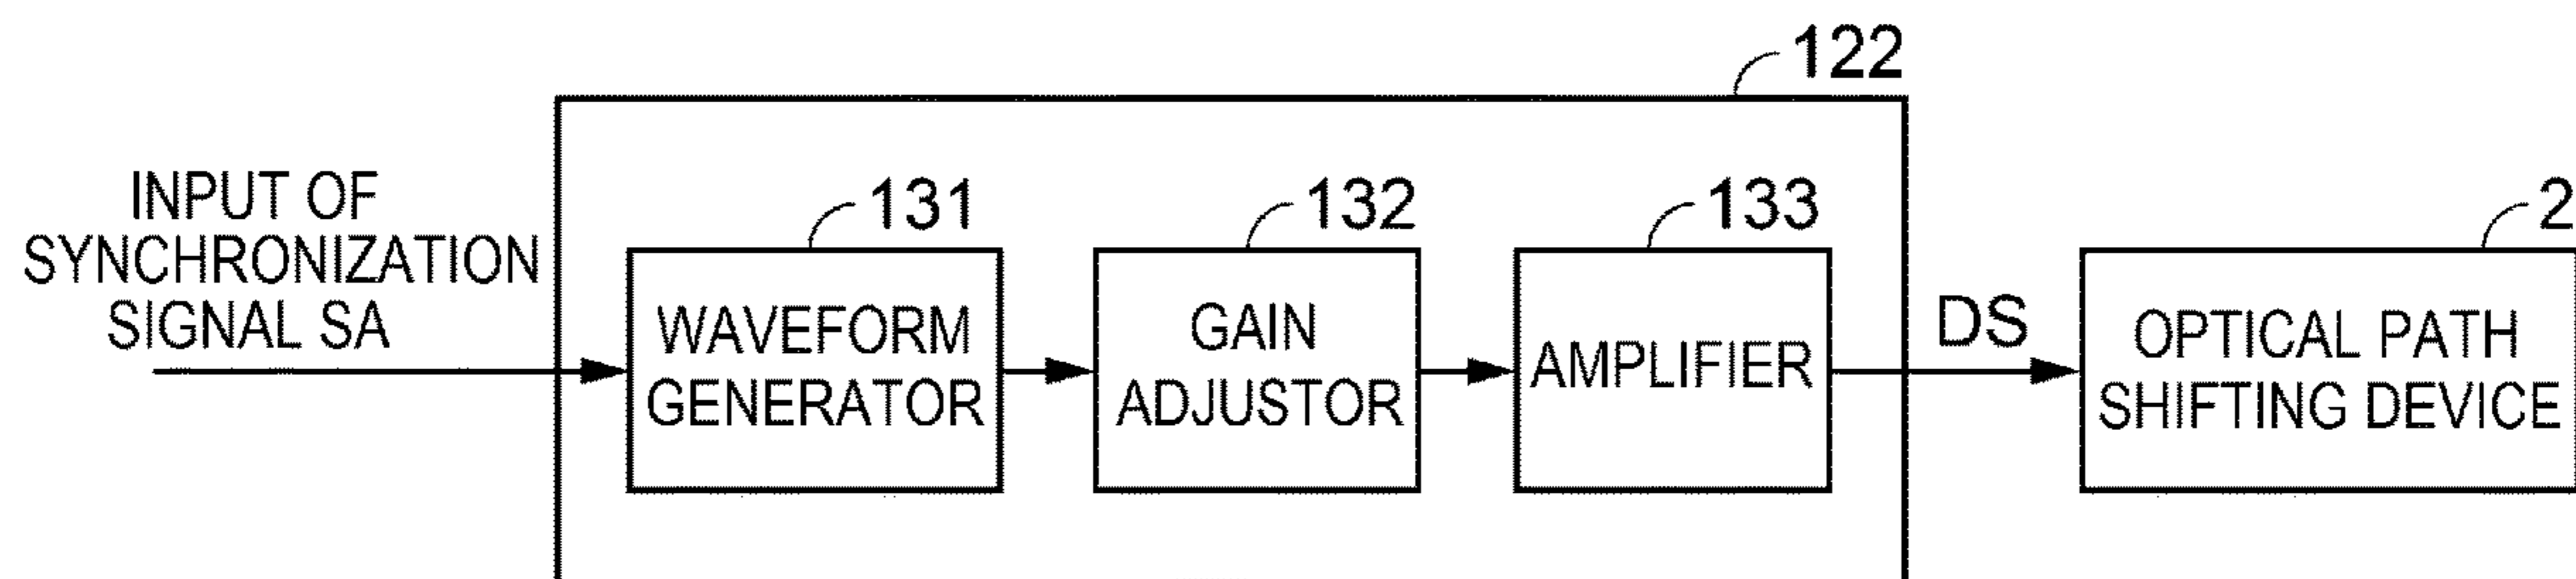 122
INPUT OF
SYNCHRONIZATION
SIGNAL SA
131
WAVEFORM
GENERATOR
132
GAIN
ADJUSTOR
133
AMPLIFIER
DS
2
OPTICAL PATH
SHIFTING DEVICE